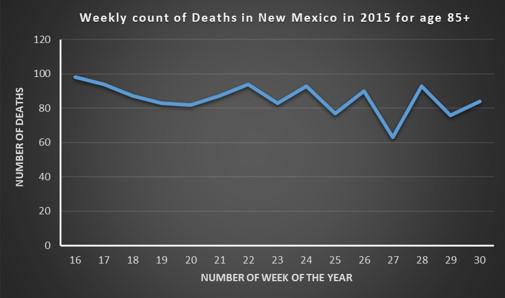 Weekly count of Deaths in New Mexico in 2015 for age 85+
120
100
80
60
40
20
0
NUMBER OF DEATHS
16 17 18 19 20 21 22 23 24 25 26 27 28 29 30
NUMBER OF WEEK OF THE YEAR